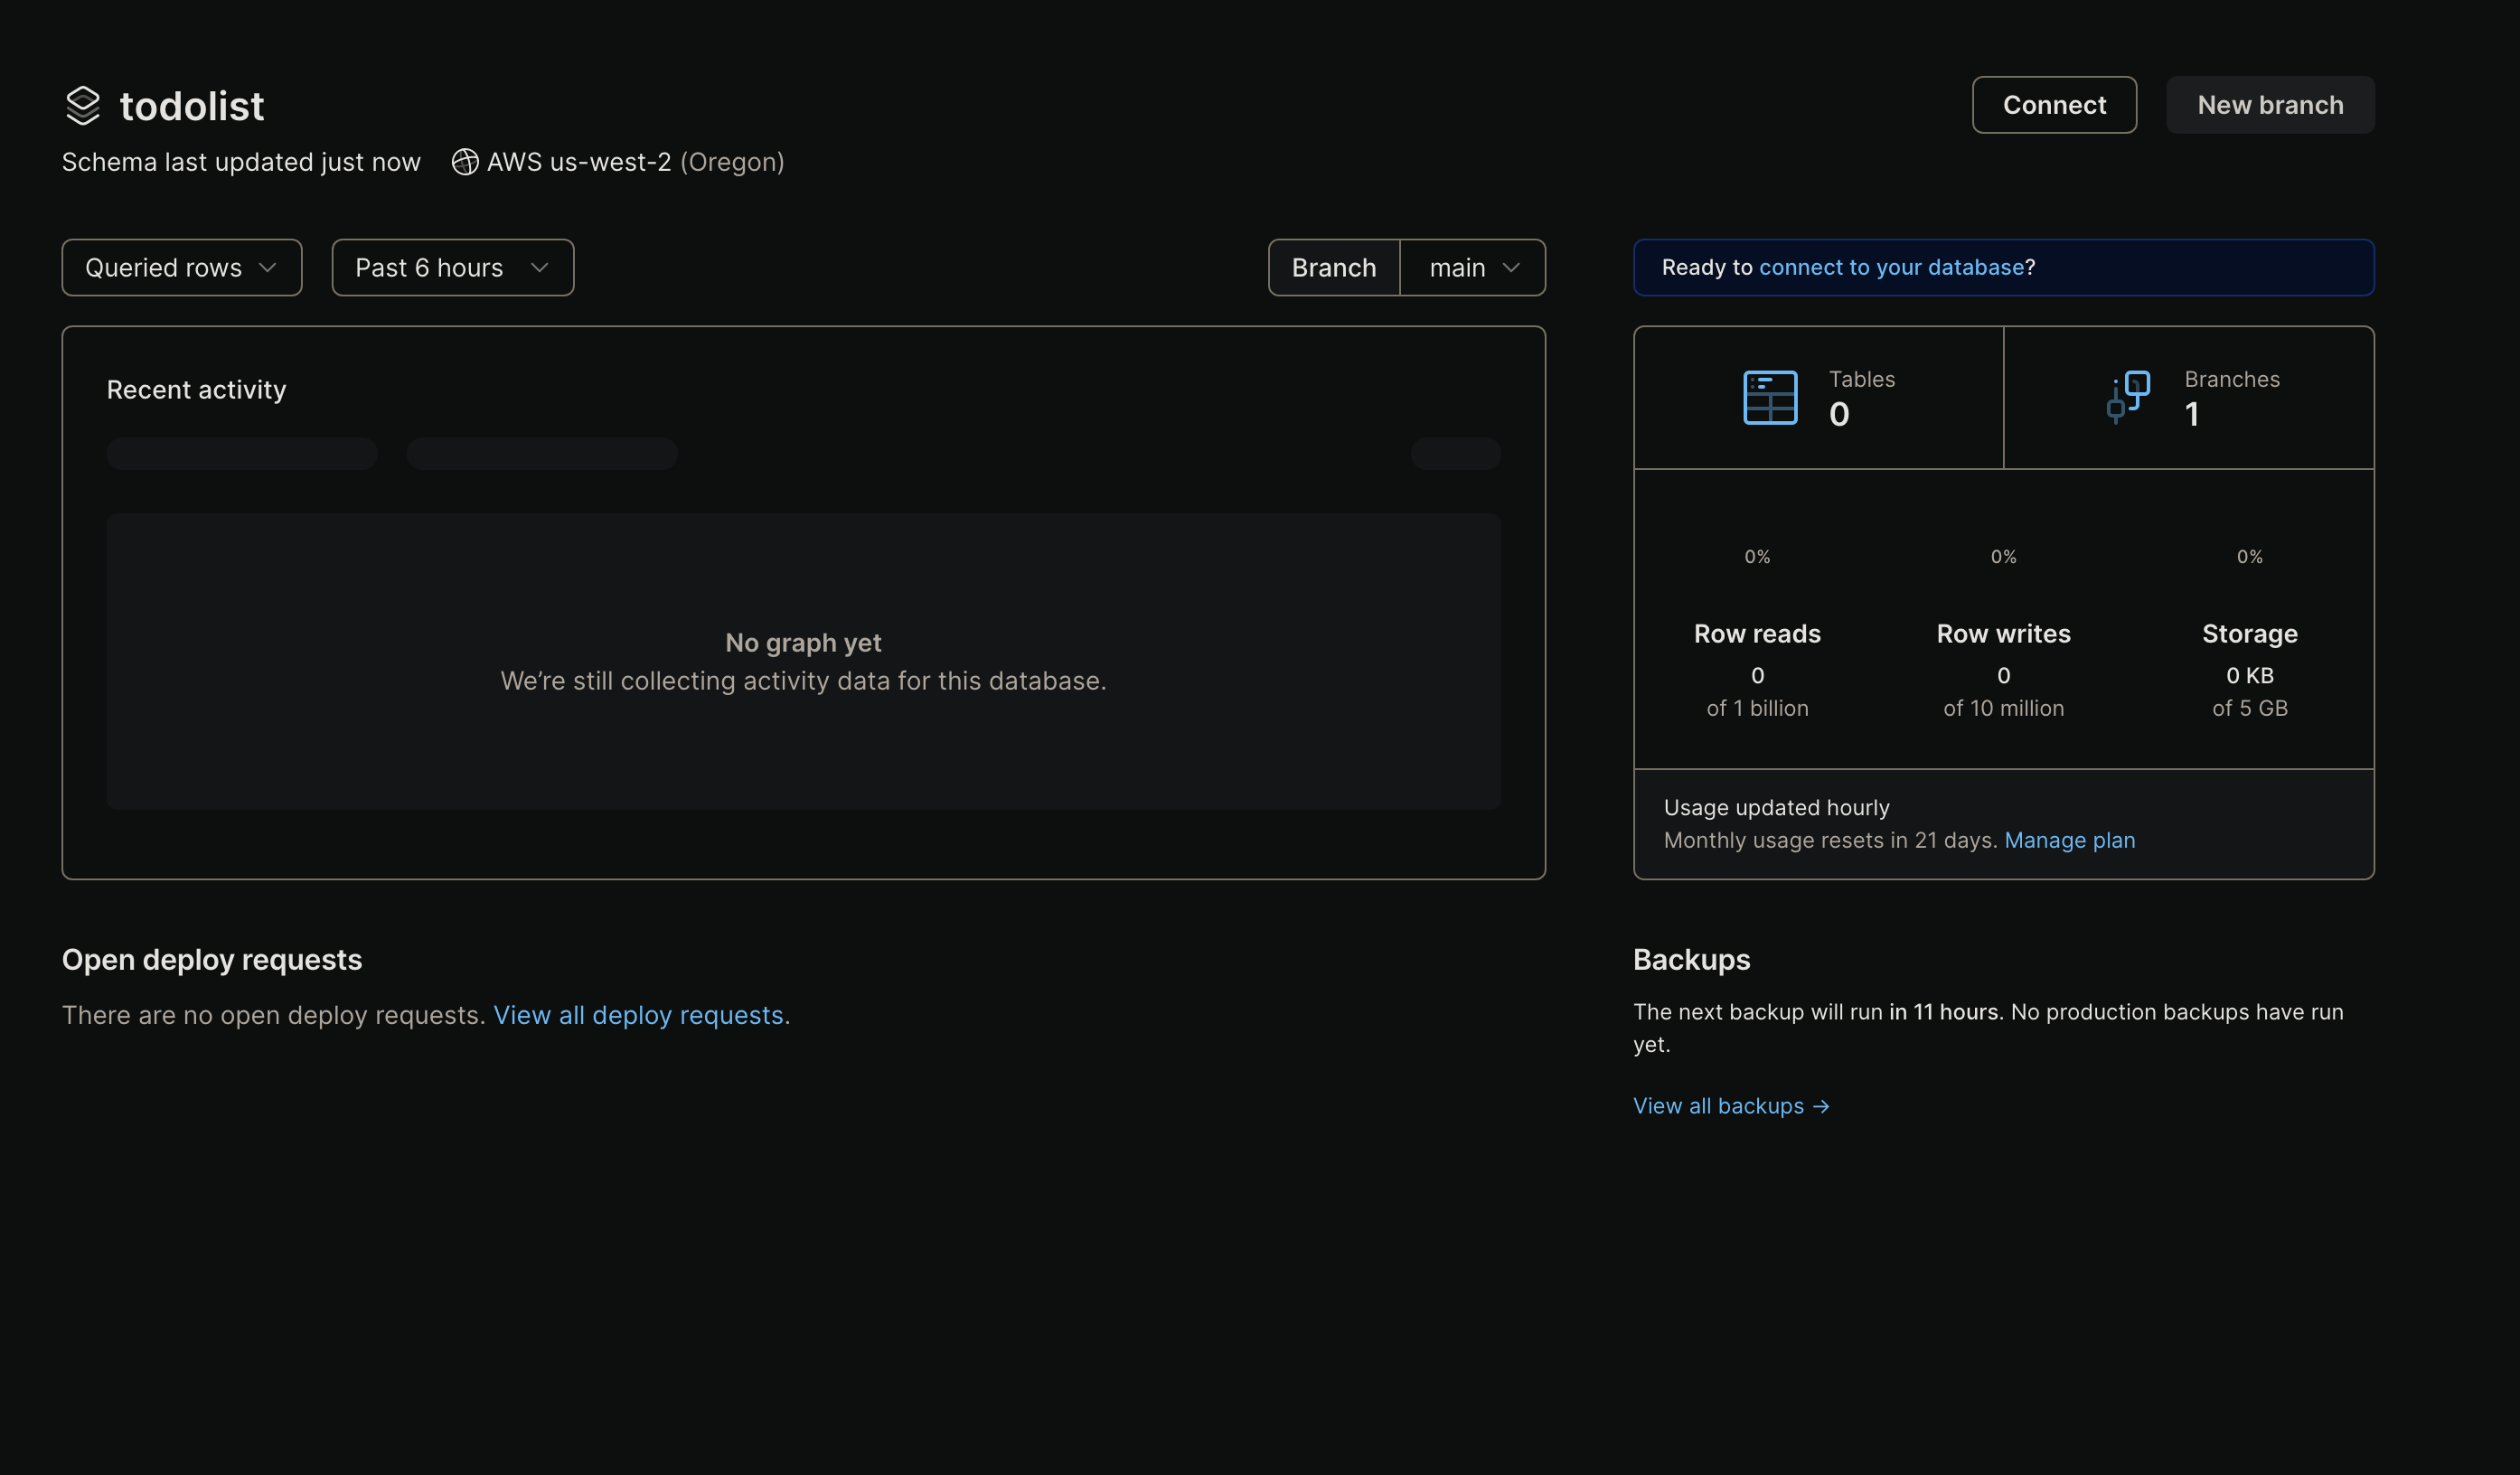 todolist
Connect
New branch
Schema last updated just now
AWS us-west-2 (Oregon)
Queried rows
Past 6 hours
Branch
main
Ready to connect to your database?
Recent activity
No graph yet
We’re still collecting activity data for this database.
Tables
0
Branches
1
0%
0%
0%
Row reads
Row writes
Storage
0
0
0 KB
of 1 billion
of 10 million
of 5 GB
Usage updated hourly
Monthly usage resets in 21 days. Manage plan
Open deploy requests
There are no open deploy requests. View all deploy requests.
Backups
The next backup will run in 11 hours. No production backups have run
yet.
View all backups →